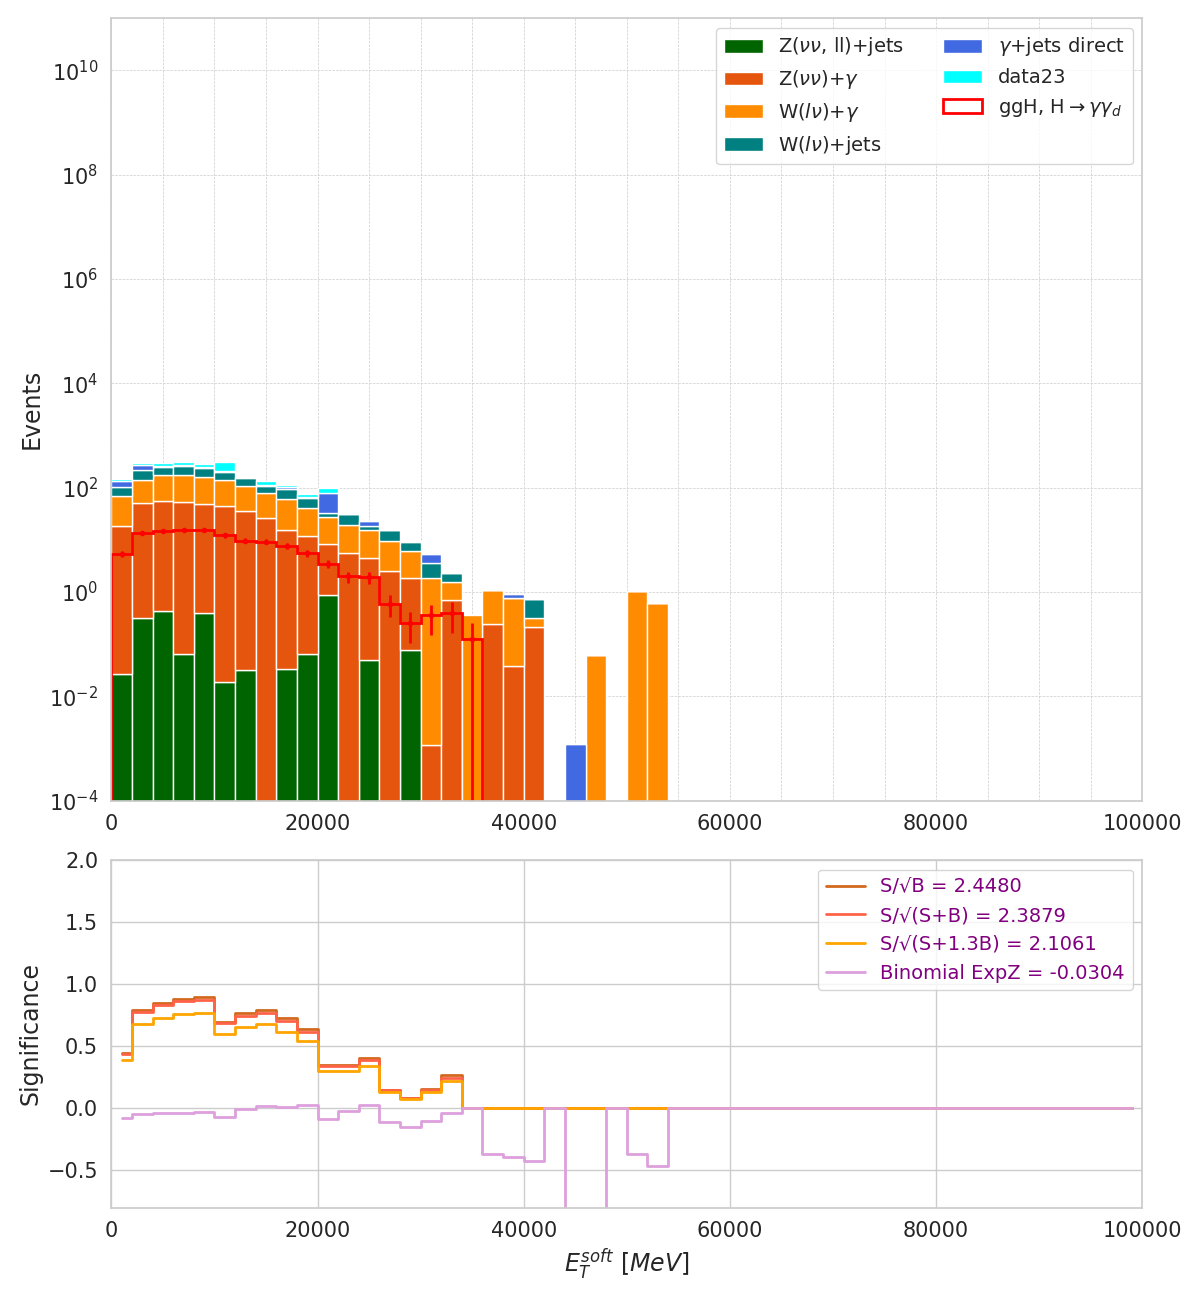 Z(νν, ll)+jets
Z(νν)+γ
W(lν)+γ
W(lν)+jets
γ+jets direct
data23
ggH, H→γγ_d
Events
10^10
10^8
10^6
10^4
10^2
10^0
10^−2
10^−4
0 20000 40000 60000 80000 100000
S/√B = 2.4480
S/√(S+B) = 2.3879
S/√(S+1.3B) = 2.1061
Binomial ExpZ = -0.0304
Significance
2.0
1.5
1.0
0.5
0.0
−0.5
0 20000 40000 60000 80000 100000
E_T^soft [MeV]